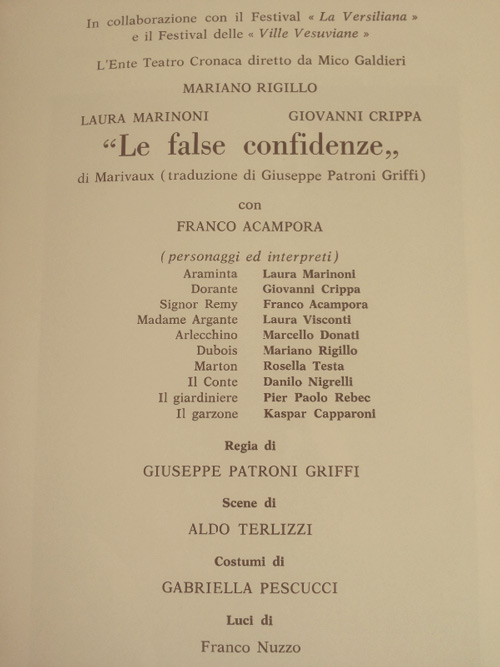 In collaborazione con il Festival « La Versiliana »
e il Festival delle « Ville Vesuviane »
L'Ente Teatro Cronaca diretto da Mico Galdieri
MARIANO RIGILLO
LAURA MARINONI GIOVANNI CRIPPA
“Le false confidenze„
di Marivaux (traduzione di Giuseppe Patroni Griffi)
con
FRANCO ACAMPORA
(personaggi ed interpreti)
Araminta Laura Marinoni
Dorante Giovanni Crippa
Signor Remy Franco Acampora
Madame Argante Laura Visconti
Arlecchino Marcello Donati
Dubois Mariano Rigillo
Marton Rosella Testa
Il Conte Danilo Nigrelli
Il giardiniere Pier Paolo Rebec
Il garzone Kaspar Capparoni
Regia di
GIUSEPPE PATRONI GRIFFI
Scene di
ALDO TERLIZZI
Costumi di
GABRIELLA PESCUCCI
Luci di
Franco Nuzzo